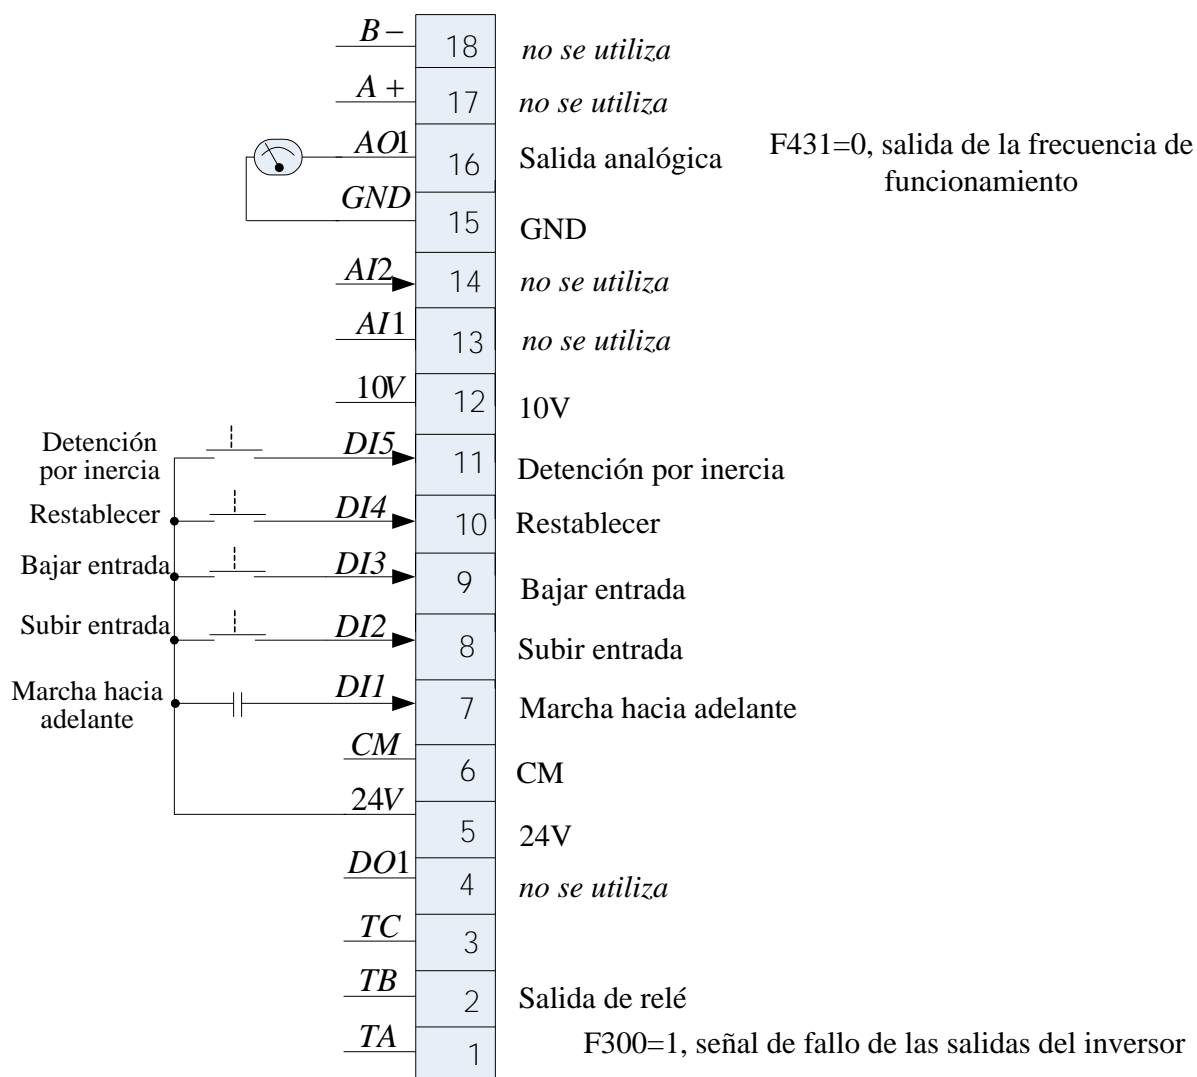 B –
18
no se utiliza
A +
17
no se utiliza
AO1
16
Salida analógica
F431=0, salida de la frecuencia de
funcionamiento
GND
15
GND
AI2
14
no se utiliza
AI1
13
no se utiliza
10V
12
10V
Detención
por inercia
DI5
11
Detención por inercia
Restablecer
DI4
10
Restablecer
Bajar entrada
DI3
9
Bajar entrada
Subir entrada
DI2
8
Subir entrada
Marcha hacia
adelante
DI1
7
Marcha hacia adelante
CM
6
CM
24V
5
24V
DO1
4
no se utiliza
TC
3
TB
2
Salida de relé
TA
1
F300=1, señal de fallo de las salidas del inversor